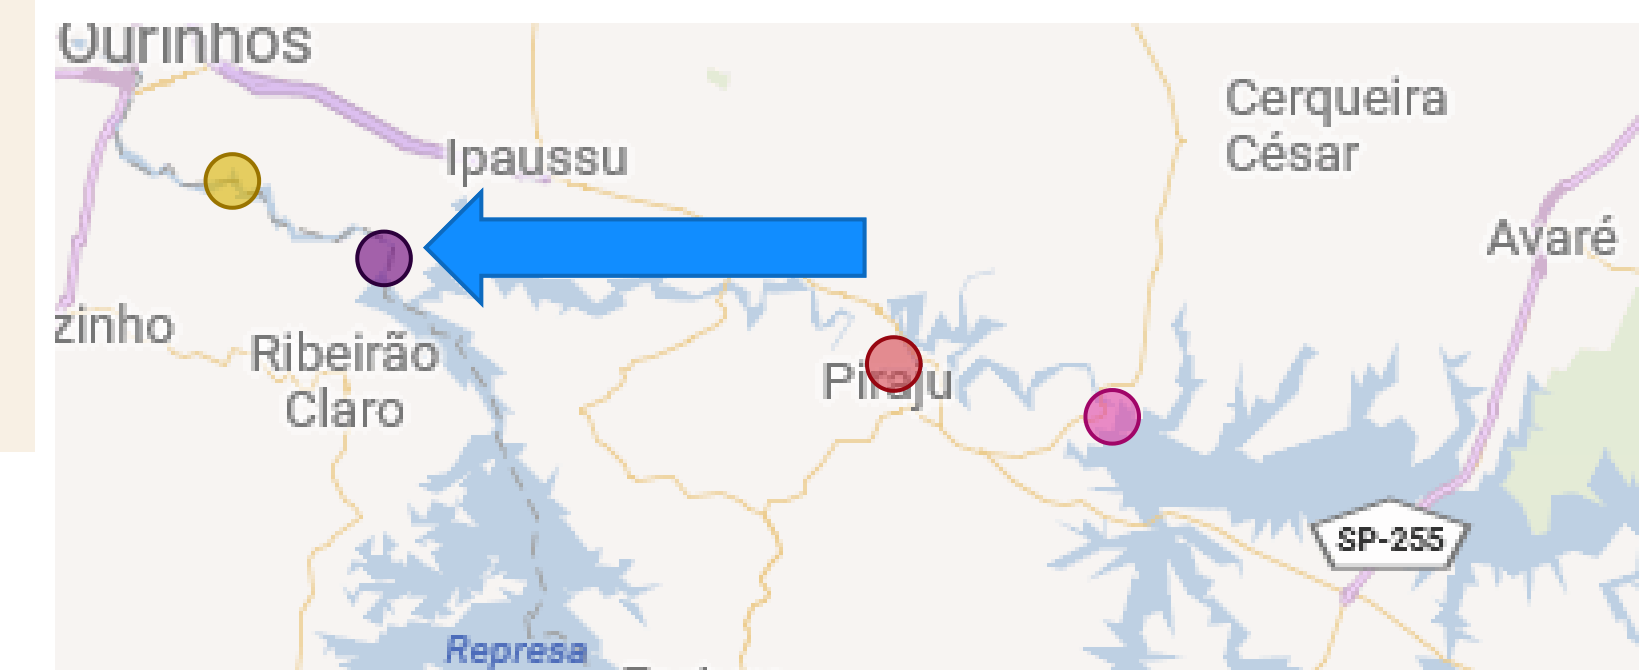 Ourinhos
Ipaussu
Cerqueira
César
Avaré
zinho
Ribeirão
Claro
Piraju
SP-255
Represa